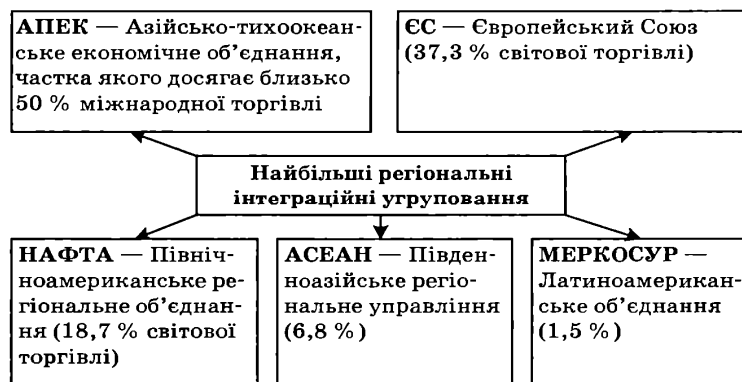 АПЕК — Азійсько-тихоокеан-
ське економічне об’єднання,
частка якого досягає близько
50 % міжнародної торгівлі
ЄС — Європейський Союз
(37,3 % світової торгівлі)
Найбільші регіональні
інтеграційні угруповання
НАФТА — Північ-
ноамериканське ре-
гіональне об’єднан-
ня (18,7 % світової
торгівлі)
АСЕАН — Півден-
ноазійське регіо-
нальне управління
(6,8 %)
МЕРКОСУР —
Латиноамерикан-
ське об’єднання
(1,5 %)